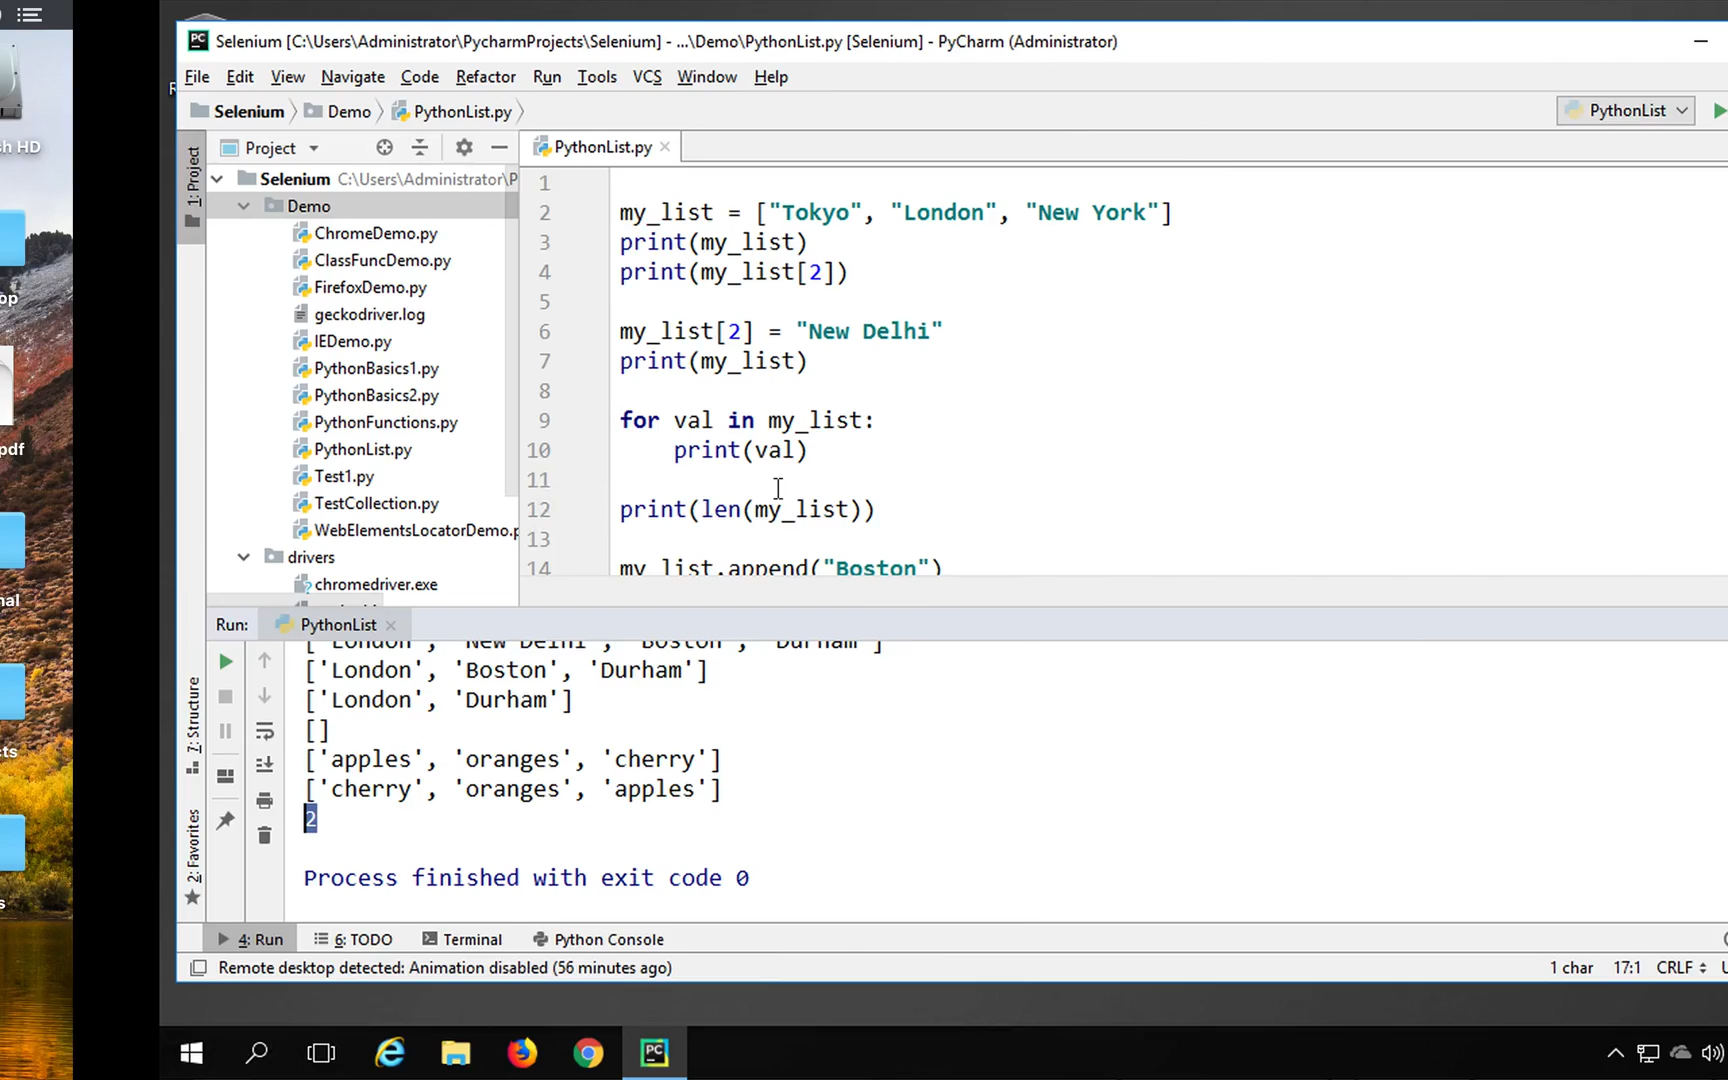 Selenium [C:\Users\Administrator\PycharmProjects\Selenium] - ...\Demo\PythonList.py [Selenium] - PyCharm (Administrator)
File Edit View Navigate Code Refactor Run Tools VCS Window Help
Selenium Demo PythonList.py PythonList
sh HD
1: Project
Project
PythonList.py
Selenium C:\Users\Administrator\P
Demo
ChromeDemo.py
ClassFuncDemo.py
FirefoxDemo.py
geckodriver.log
IEDemo.py
PythonBasics1.py
PythonBasics2.py
PythonFunctions.py
PythonList.py
Test1.py
TestCollection.py
WebElementsLocatorDemo.p
drivers
chromedriver.exe
op
pdf
nal
cts
s
1
2 my_list = ["Tokyo", "London", "New York"]
3 print(my_list)
4 print(my_list[2])
5
6 my_list[2] = "New Delhi"
7 print(my_list)
8
9 for val in my_list:
10 print(val)
11
12 print(len(my_list))
13
14 my_list.append("Boston")
Run: PythonList
['London', 'New Delhi', 'Boston', 'Durham']
['London', 'Boston', 'Durham']
['London', 'Durham']
[]
['apples', 'oranges', 'cherry']
['cherry', 'oranges', 'apples']
2
Process finished with exit code 0
7: Structure
2: Favorites
4: Run 6: TODO Terminal Python Console
Remote desktop detected: Animation disabled (56 minutes ago)
1 char 17:1 CRLF